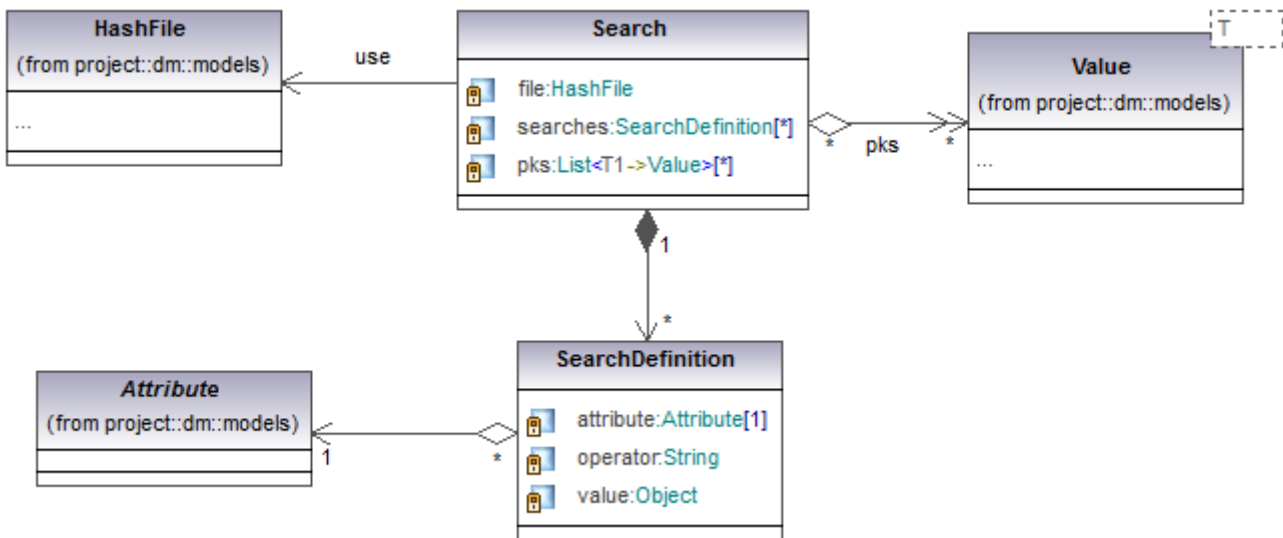 HashFile
(from project::dm::models)
...
use
Search
file:HashFile
searches:SearchDefinition[*]
pks:List<T1->Value>[*]
*
pks
*
T
Value
(from project::dm::models)
...
1
*
Attribute
(from project::dm::models)
1
*
SearchDefinition
attribute:Attribute[1]
operator:String
value:Object